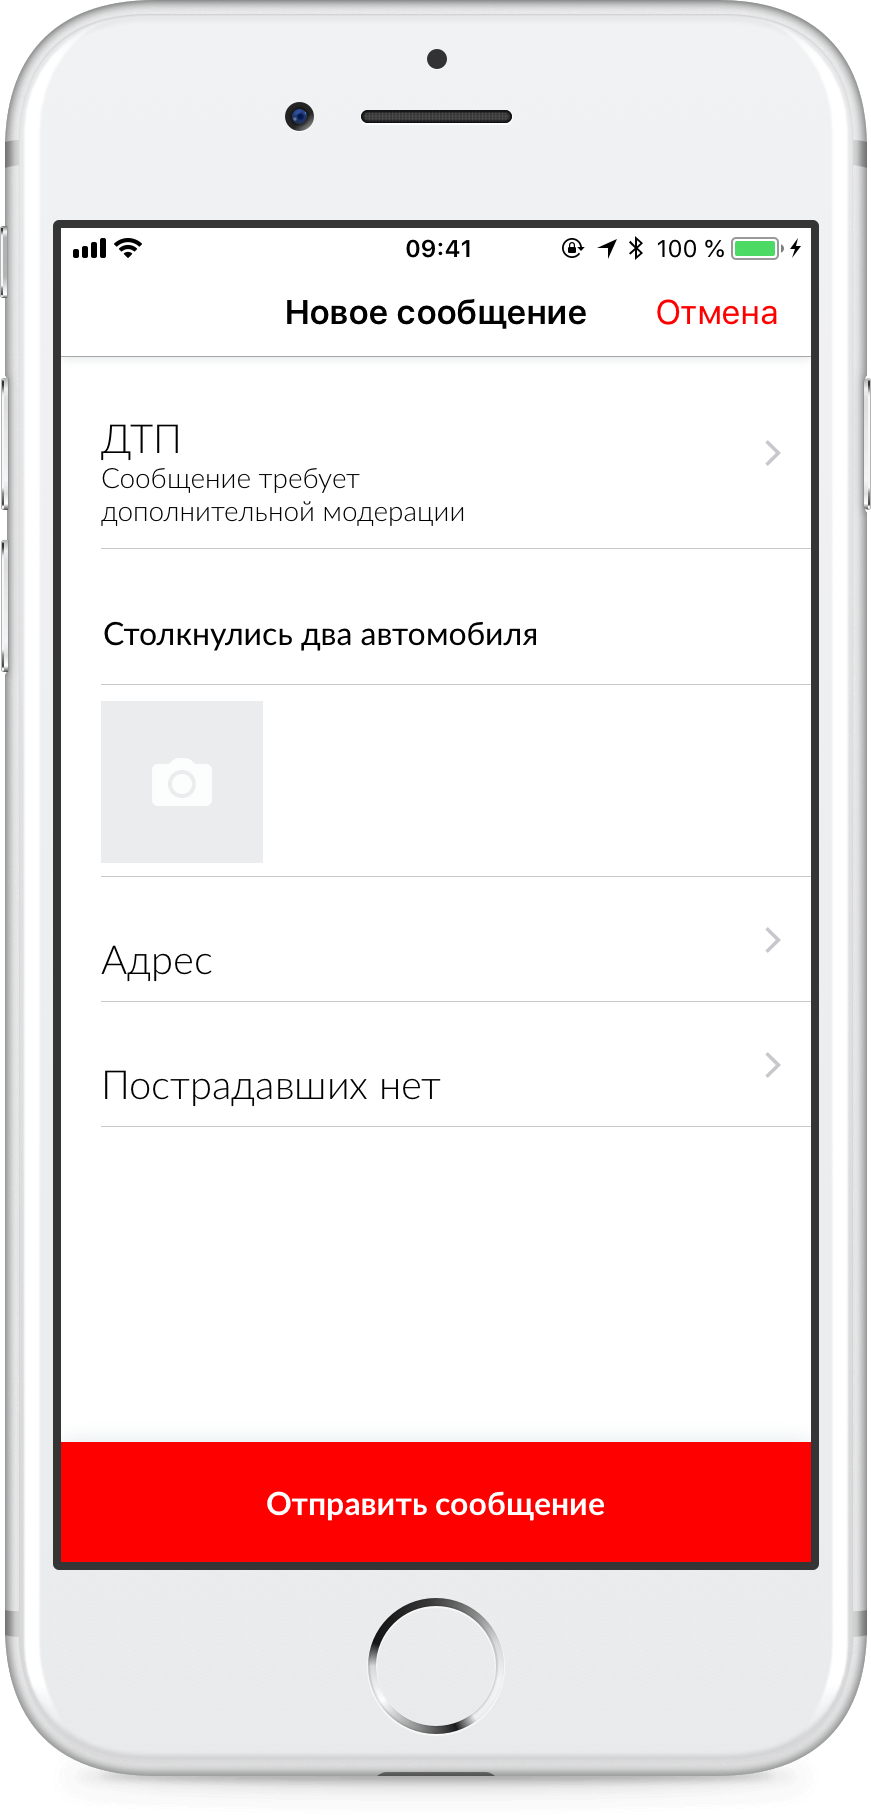 09:41 100 %
Новое сообщение Отмена
ДТП
Сообщение требует
дополнительной модерации
Столкнулись два автомобиля
Адрес
Пострадавших нет
Отправить сообщение